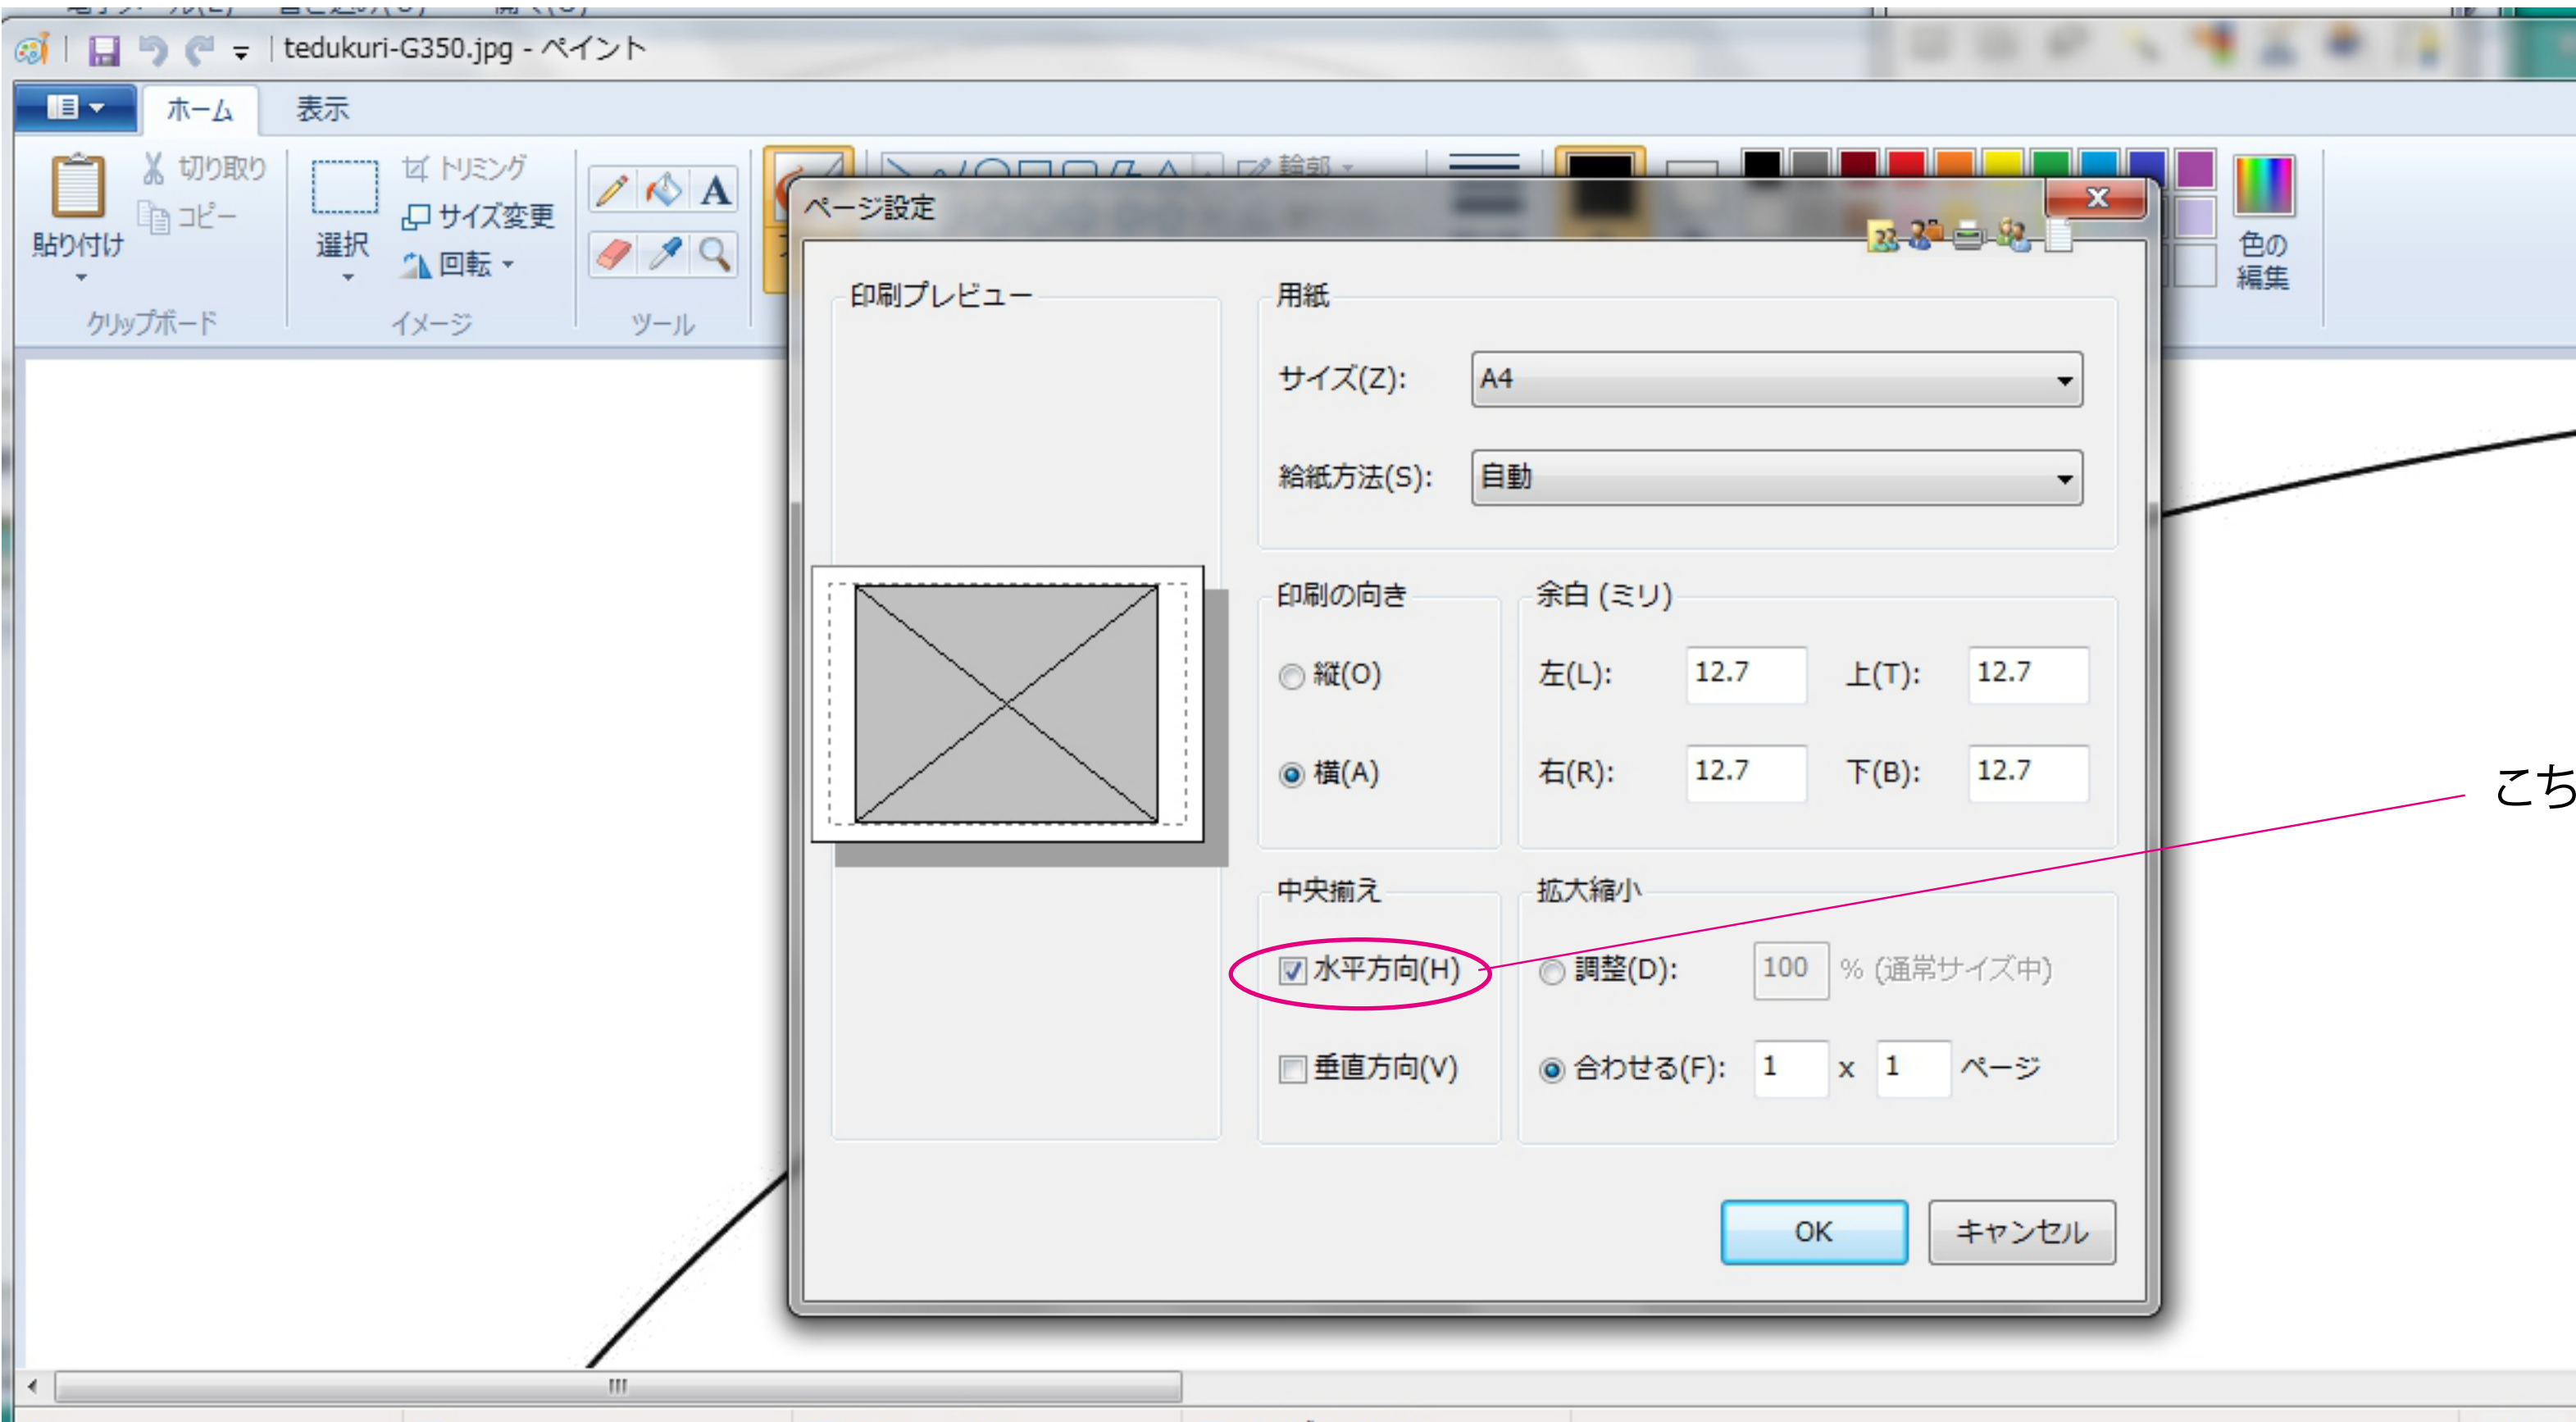 tedukuri-G350.jpg - ペイント
ホーム 表示
貼り付け
切り取り
コピー
クリップボード
選択
トリミング
サイズ変更
回転
イメージ
A
ツール
輪郭
色の
編集
ページ設定
印刷プレビュー
用紙
サイズ(Z): A4
給紙方法(S): 自動
印刷の向き
縦(O)
横(A)
余白 (ミリ)
左(L): 12.7 上(T): 12.7
右(R): 12.7 下(B): 12.7
こち
中央揃え
水平方向(H)
垂直方向(V)
拡大縮小
調整(D): 100 % (通常サイズ中)
合わせる(F): 1 x 1 ページ
OK キャンセル